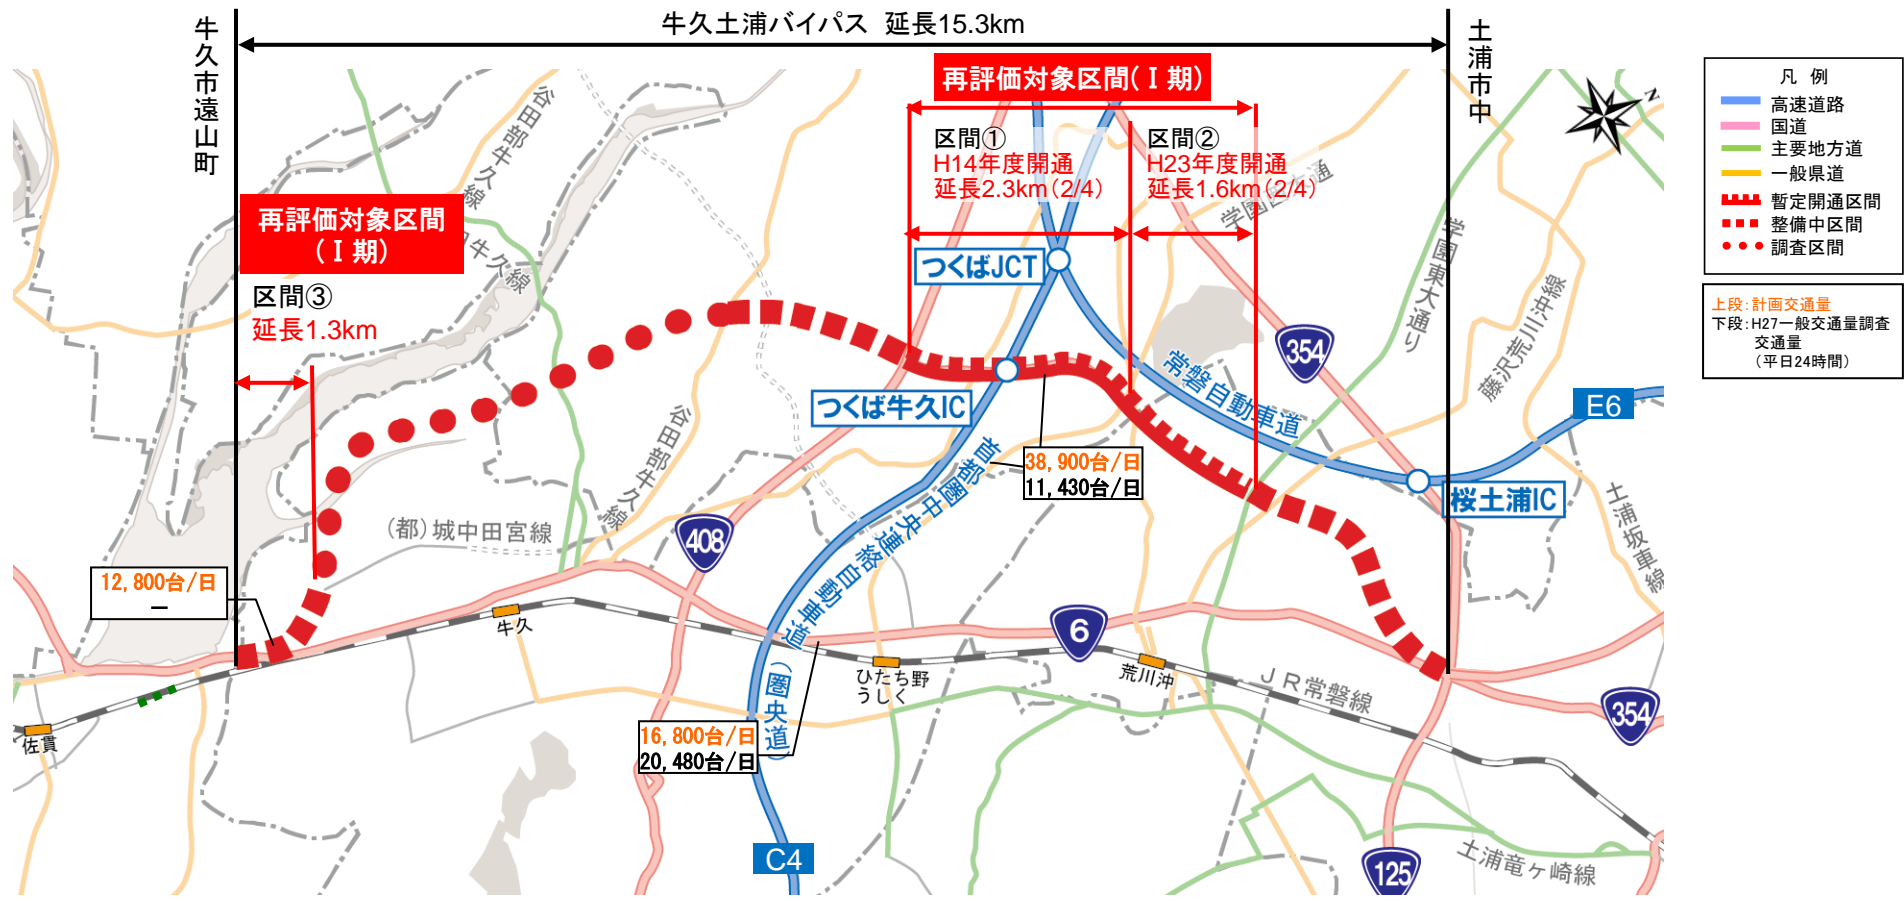 牛久土浦バイパス 延長15.3km
牛久市遠山町
土浦市中
再評価対象区間(Ⅰ期)
区間①
H14年度開通
延長2.3km(2/4)
区間②
H23年度開通
延長1.6km(2/4)
再評価対象区間
(Ⅰ期)
区間③
延長1.3km
凡 例
高速道路
国道
主要地方道
一般県道
暫定開通区間
整備中区間
調査区間
上段:計画交通量
下段:H27一般交通量調査
交通量
(平日24時間)
N
谷田部牛久線
牛久線
学園
通
学園東大通り
藤沢荒川沖線
土浦坂車線
つくばJCT
つくば牛久IC
常磐自動車道
354
E6
桜土浦IC
38,900台/日
11,430台/日
首都圏中央連絡自動車道
(圏央道)
谷田部牛久線
(都)城中田宮線
408
12,800台/日
–
牛久
6
ひたち野
うしく
荒川沖
JR常磐線
354
佐貫
16,800台/日
20,480台/日
C4
125
土浦竜ヶ崎線